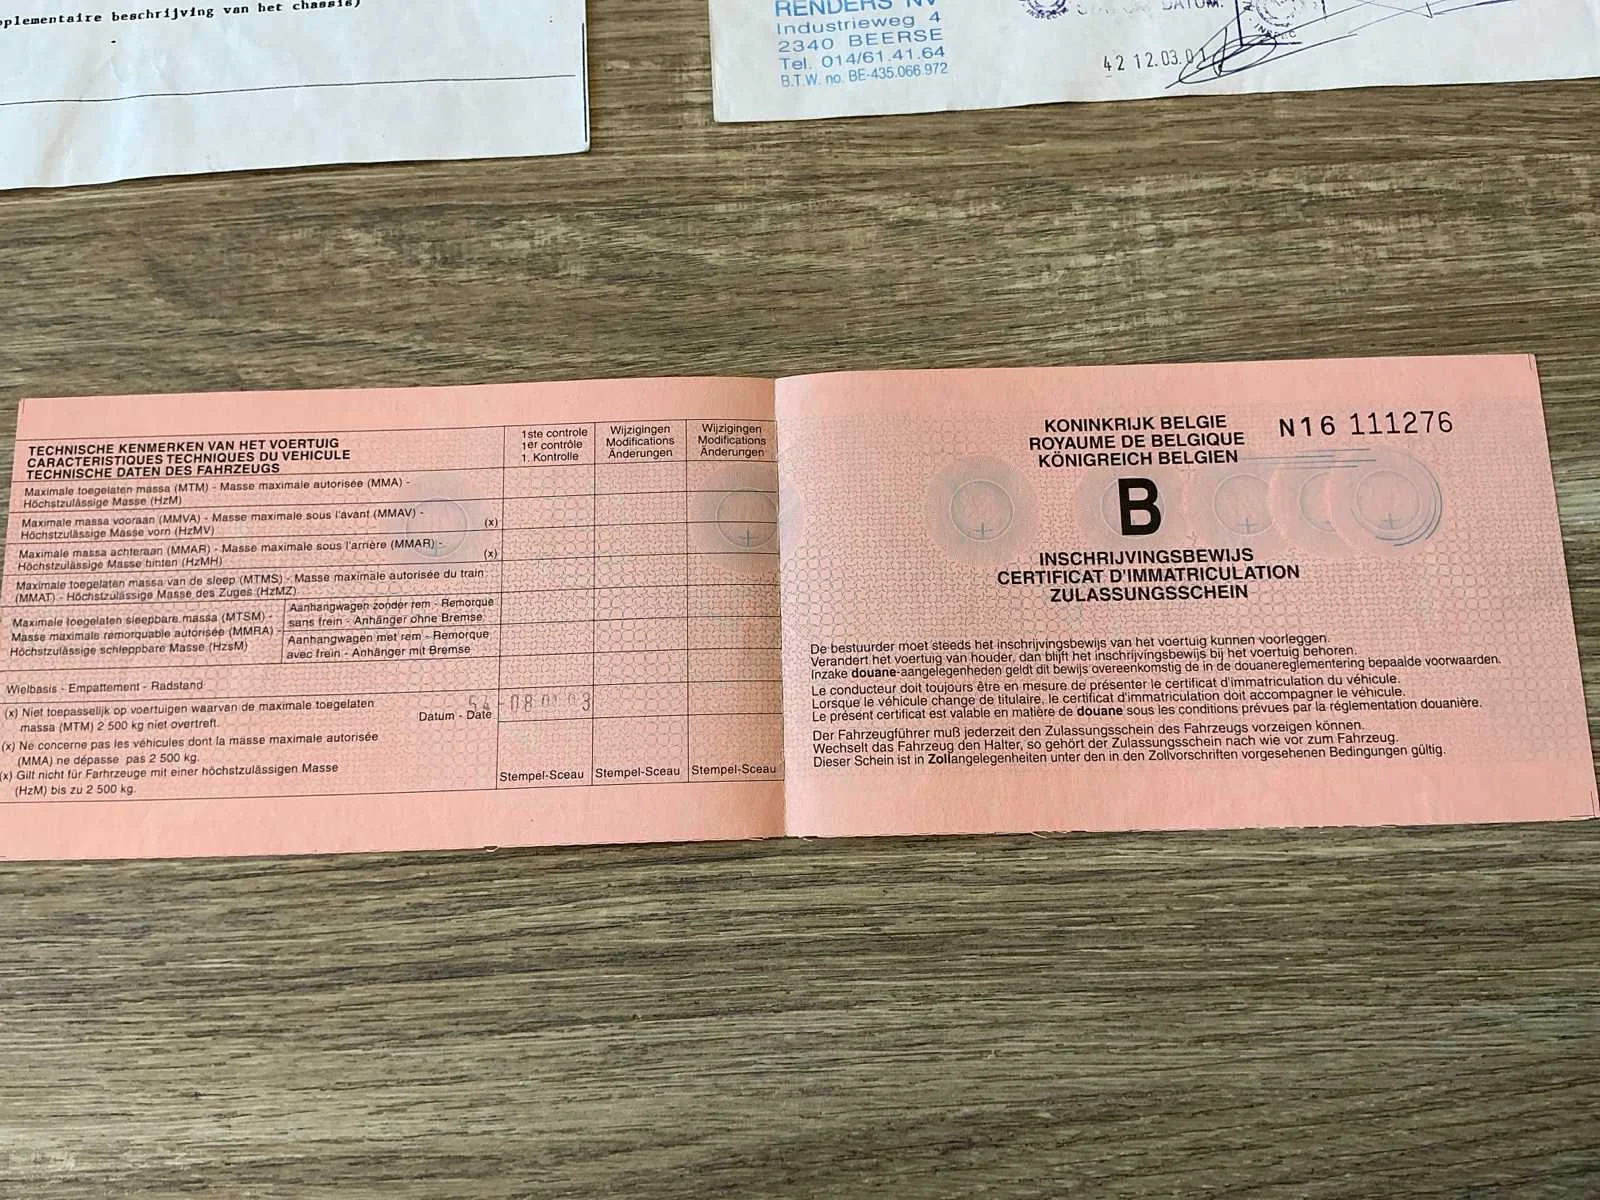 plementaire beschrijving van het chassis)
RENDERS NV
Industrieweg 4
2340 BEERSE
Tel. 014/61.41.64
B.T.W. no. BE-435.066.972
DATUM.
42 12.03.01
TECHNISCHE KENMERKEN VAN HET VOERTUIG
CARACTERISTIQUES TECHNIQUES DU VEHICULE
TECHNISCHE DATEN DES FAHRZEUGS
1ste controle
1er contrôle
1. Kontrolle
Wijzigingen
Modifications
Änderungen
Wijzigingen
Modifications
Änderungen
Maximale toegelaten massa (MTM) - Masse maximale autorisée (MMA) -
Höchstzulässige Masse (HzM)
Maximale massa vooraan (MMVA) - Masse maximale sous l'avant (MMAV) -
Höchstzulässige Masse vorn (HzMV) (x)
Maximale massa achteraan (MMAR) - Masse maximale sous l'arrière (MMAR) -
Höchstzulässige Masse hinten (HzMH) (x)
Maximale toegelaten massa van de sleep (MTMS) - Masse maximale autorisée du train
(MMAT) - Höchstzulässige Masse des Zuges (HzMZ)
Maximale toegelaten sleepbare massa (MTSM) -
Masse maximale remorquable autorisée (MMRA) -
Höchstzulässige schleppbare Masse (HzsM)
Aanhangwagen zonder rem - Remorque
sans frein - Anhänger ohne Bremse
Aanhangwagen met rem - Remorque
avec frein - Anhänger mit Bremse
Wielbasis - Empattement - Radstand
(x) Niet toepasselijk op voertuigen waarvan de maximale toegelaten
massa (MTM) 2 500 kg niet overtreft.
(x) Ne concerne pas les véhicules dont la masse maximale autorisée
(MMA) ne dépasse pas 2 500 kg.
(x) Gilt nicht für Farhrzeuge mit einer höchstzulässigen Masse
(HzM) bis zu 2 500 kg.
Datum - Date
Stempel-Sceau Stempel-Sceau Stempel-Sceau
KONINKRIJK BELGIE
ROYAUME DE BELGIQUE
KÖNIGREICH BELGIEN
N16 111276
B
INSCHRIJVINGSBEWIJS
CERTIFICAT D'IMMATRICULATION
ZULASSUNGSSCHEIN
De bestuurder moet steeds het inschrijvingsbewijs van het voertuig kunnen voorleggen.
Verandert het voertuig van houder, dan blijft het inschrijvingsbewijs bij het voertuig behoren.
Inzake douane-aangelegenheden geldt dit bewijs overeenkomstig de in de douanereglementering bepaalde voorwaarden.
Le conducteur doit toujours être en mesure de présenter le certificat d'immatriculation du véhicule.
Lorsque le véhicule change de titulaire, le certificat d'immatriculation doit accompagner le véhicule.
Le présent certificat est valable en matière de douane sous les conditions prévues par la réglementation douanière.
Der Fahrzeugführer muß jederzeit den Zulassungsschein des Fahrzeugs vorzeigen können.
Wechselt das Fahrzeug den Halter, so gehört der Zulassungsschein nach wie vor zum Fahrzeug.
Dieser Schein ist in Zollangelegenheiten unter den in den Zollvorschriften vorgesehenen Bedingungen gültig.